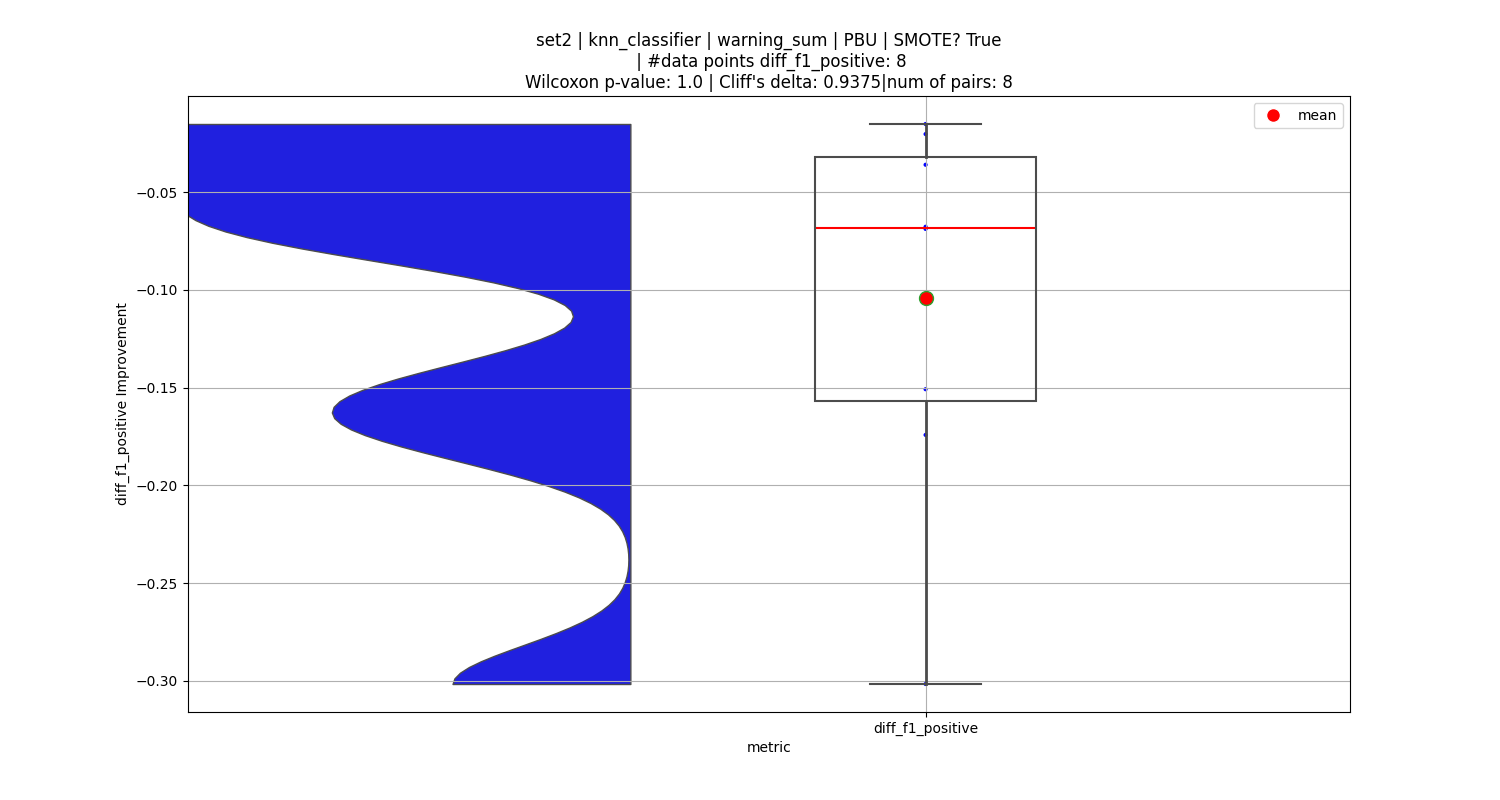 set2 | knn_classifier | warning_sum | PBU | SMOTE? True
| #data points diff_f1_positive: 8
Wilcoxon p-value: 1.0 | Cliff's delta: 0.9375|num of pairs: 8
mean
−0.05
−0.10
−0.15
−0.20
−0.25
−0.30
diff_f1_positive Improvement
diff_f1_positive
metric